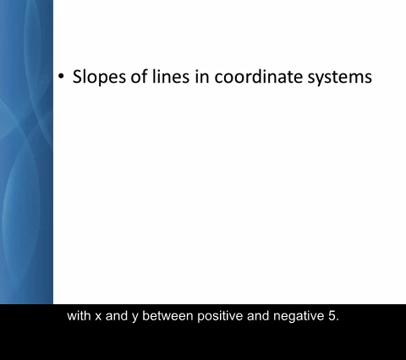 • Slopes of lines in coordinate systems
with x and y between positive and negative 5.